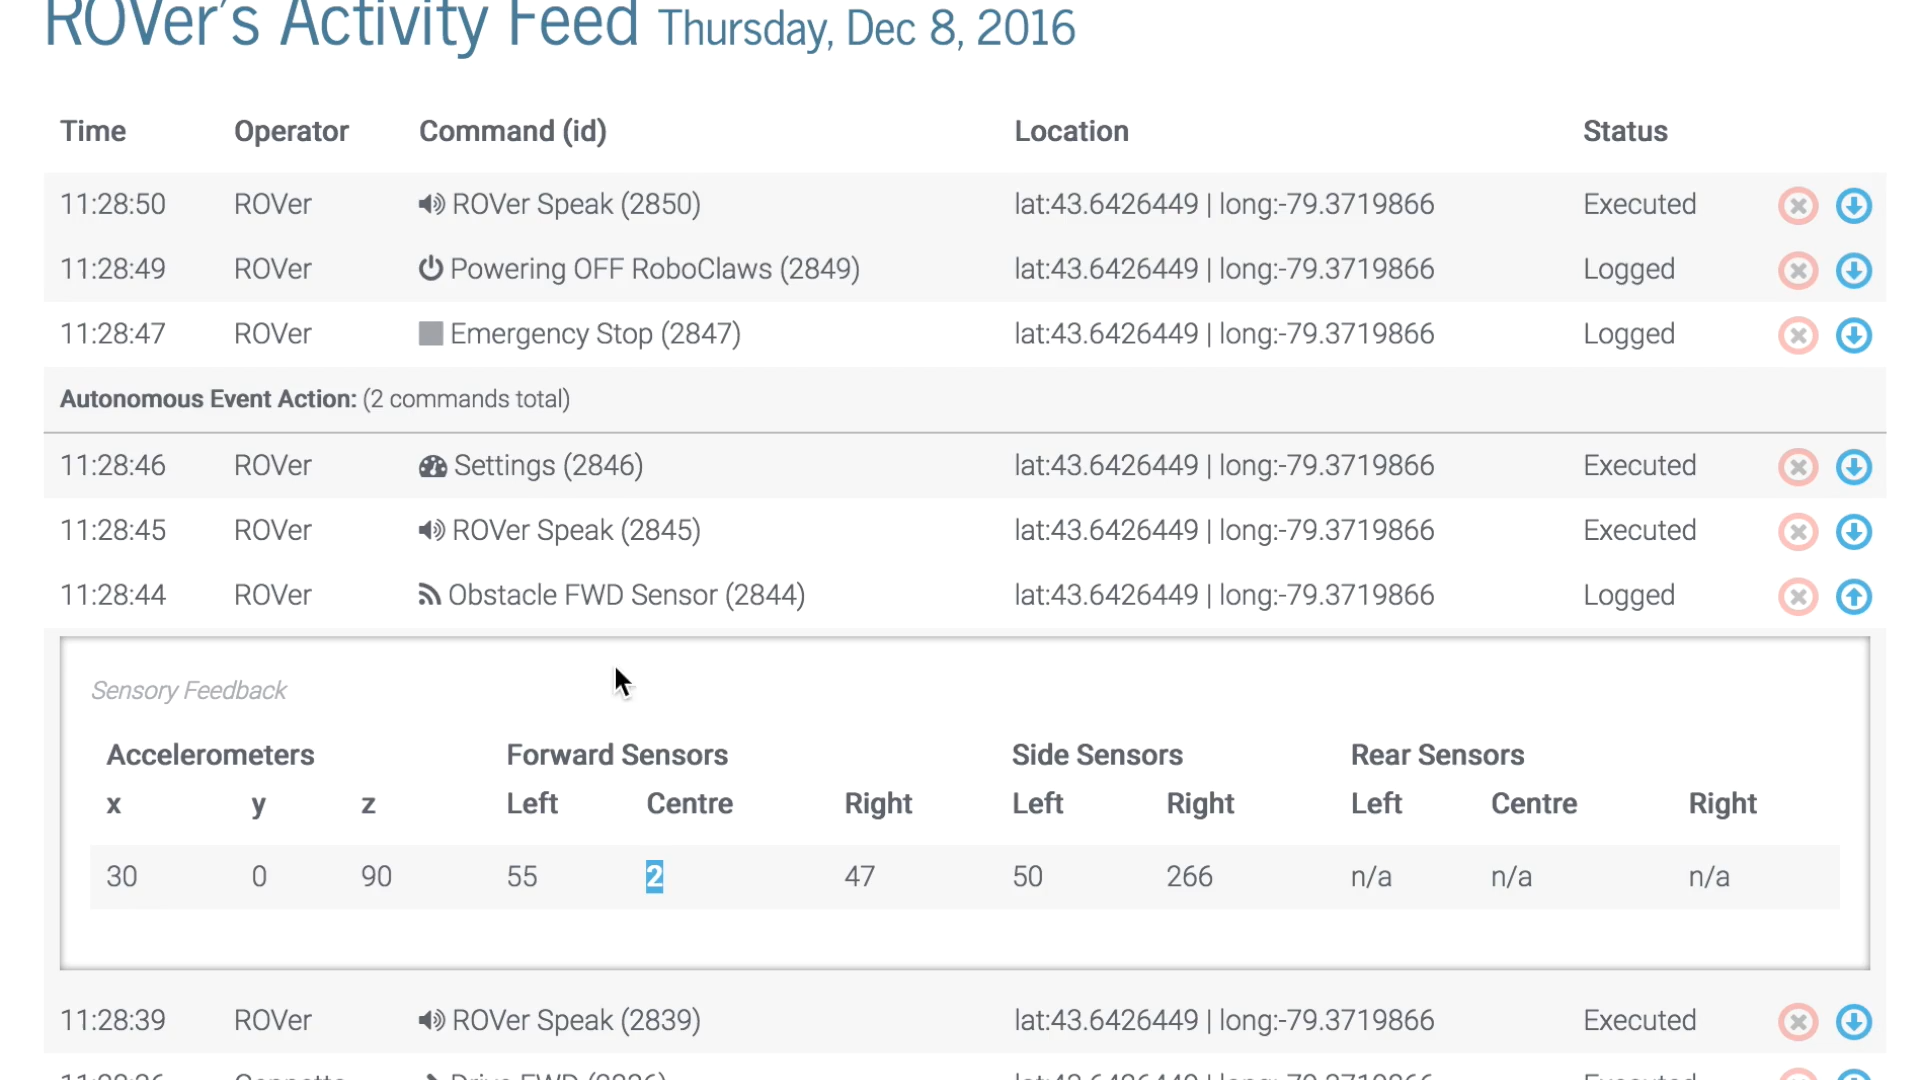 ROVer's Activity Feed Thursday, Dec 8, 2016
Time Operator Command (id) Location Status
11:28:50 ROVer ROVer Speak (2850) lat:43.6426449 | long:-79.3719866 Executed
11:28:49 ROVer Powering OFF RoboClaws (2849) lat:43.6426449 | long:-79.3719866 Logged
11:28:47 ROVer Emergency Stop (2847) lat:43.6426449 | long:-79.3719866 Logged
Autonomous Event Action: (2 commands total)
11:28:46 ROVer Settings (2846) lat:43.6426449 | long:-79.3719866 Executed
11:28:45 ROVer ROVer Speak (2845) lat:43.6426449 | long:-79.3719866 Executed
11:28:44 ROVer Obstacle FWD Sensor (2844) lat:43.6426449 | long:-79.3719866 Logged
Sensory Feedback
Accelerometers Forward Sensors Side Sensors Rear Sensors
x y z Left Centre Right Left Right Left Centre Right
30 0 90 55 2 47 50 266 n/a n/a n/a
11:28:39 ROVer ROVer Speak (2839) lat:43.6426449 | long:-79.3719866 Executed